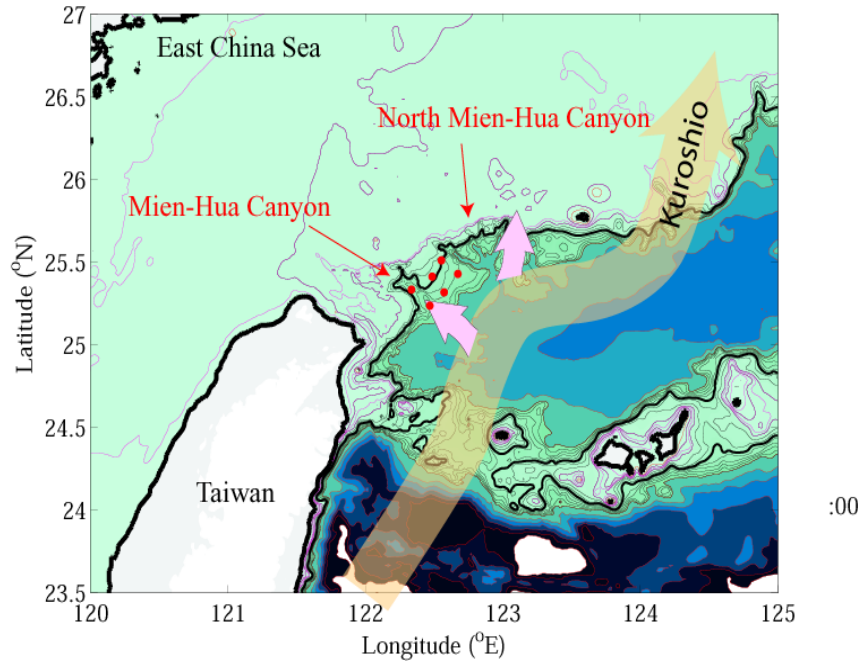 27
East China Sea
26.5
North Mien-Hua Canyon
Kuroshio
26
Mien-Hua Canyon
25.5
Latitude (°N)
25
24.5
Taiwan
24
:00
23.5
120
121
122
123
124
125
Longitude (°E)